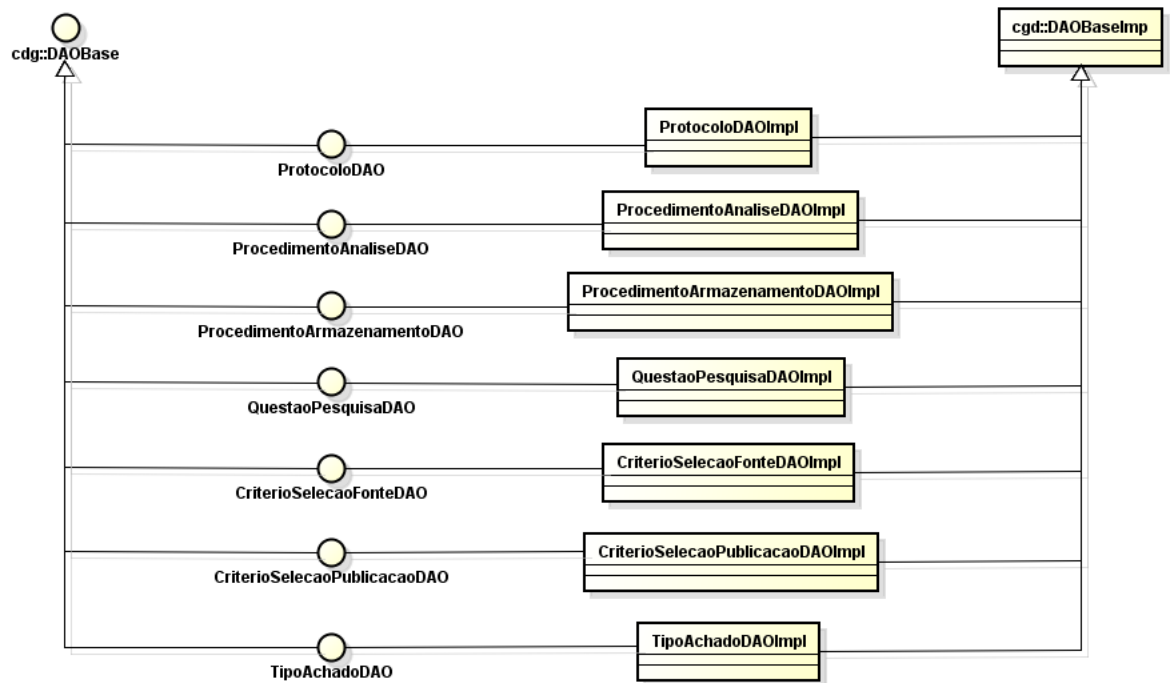 cdg::DAOBase
cgd::DAOBaseImp
ProtocoloDAO
ProtocoloDAOImpl
ProcedimentoAnaliseDAO
ProcedimentoAnaliseDAOImpl
ProcedimentoArmazenamentoDAO
ProcedimentoArmazenamentoDAOImpl
QuestaoPesquisaDAO
QuestaoPesquisaDAOImpl
CriterioSelecaoFonteDAO
CriterioSelecaoFonteDAOImpl
CriterioSelecaoPublicacaoDAO
CriterioSelecaoPublicacaoDAOImpl
TipoAchadoDAO
TipoAchadoDAOImpl